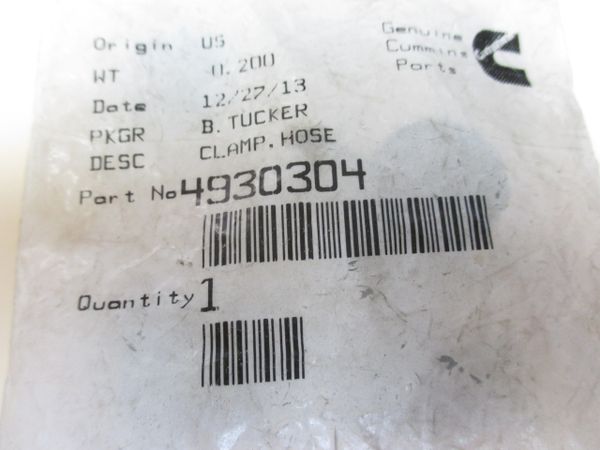 Genuine
Cummins
Parts
Origin US
WT 0.200
Date 12/27/13
PKGR B. TUCKER
DESC CLAMP, HOSE
Part No 4930304
Quantity 1